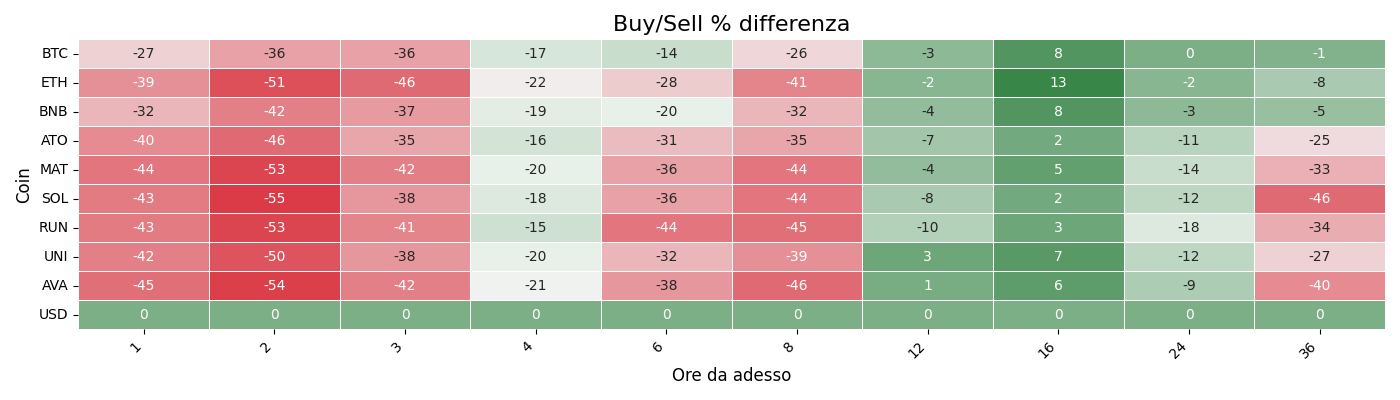 Buy/Sell % differenza
BTC -27 -36 -36 -17 -14 -26 -3 8 0 -1
ETH -39 -51 -46 -22 -28 -41 -2 13 -2 -8
BNB -32 -42 -37 -19 -20 -32 -4 8 -3 -5
ATO -40 -46 -35 -16 -31 -35 -7 2 -11 -25
MAT -44 -53 -42 -20 -36 -44 -4 5 -14 -33
SOL -43 -55 -38 -18 -36 -44 -8 2 -12 -46
RUN -43 -53 -41 -15 -44 -45 -10 3 -18 -34
UNI -42 -50 -38 -20 -32 -39 3 7 -12 -27
AVA -45 -54 -42 -21 -38 -46 1 6 -9 -40
USD 0 0 0 0 0 0 0 0 0 0
Coin
1 2 3 4 6 8 12 16 24 36
Ore da adesso